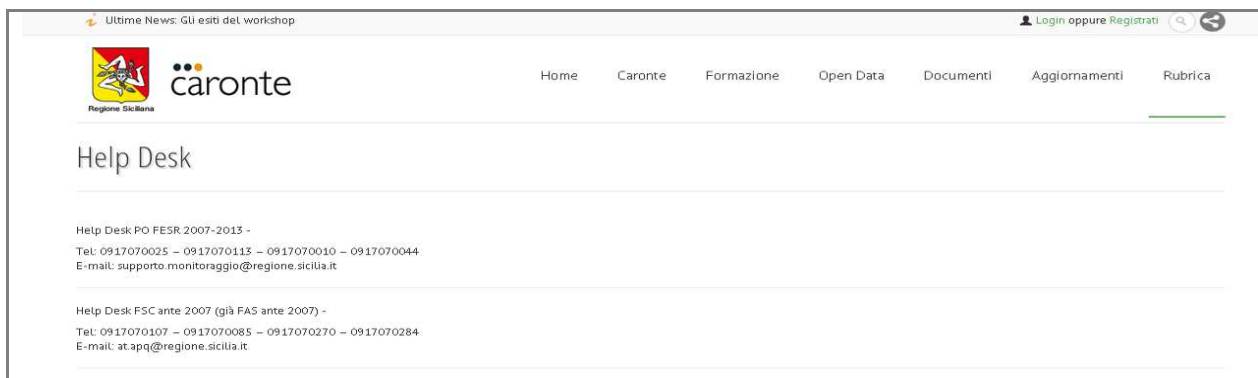 Ultime News: Gli esiti del workshop
Login oppure Registrati
Regione Siciliana
caronte
Home Caronte Formazione Open Data Documenti Aggiornamenti Rubrica
Help Desk
Help Desk PO FESR 2007-2013 -
Tel: 0917070025 – 0917070113 – 0917070010 – 0917070044
E-mail: supporto.monitoraggio@regione.sicilia.it
Help Desk FSC ante 2007 (già FAS ante 2007) -
Tel: 0917070107 – 0917070085 – 0917070270 – 0917070284
E-mail: at.apq@regione.sicilia.it